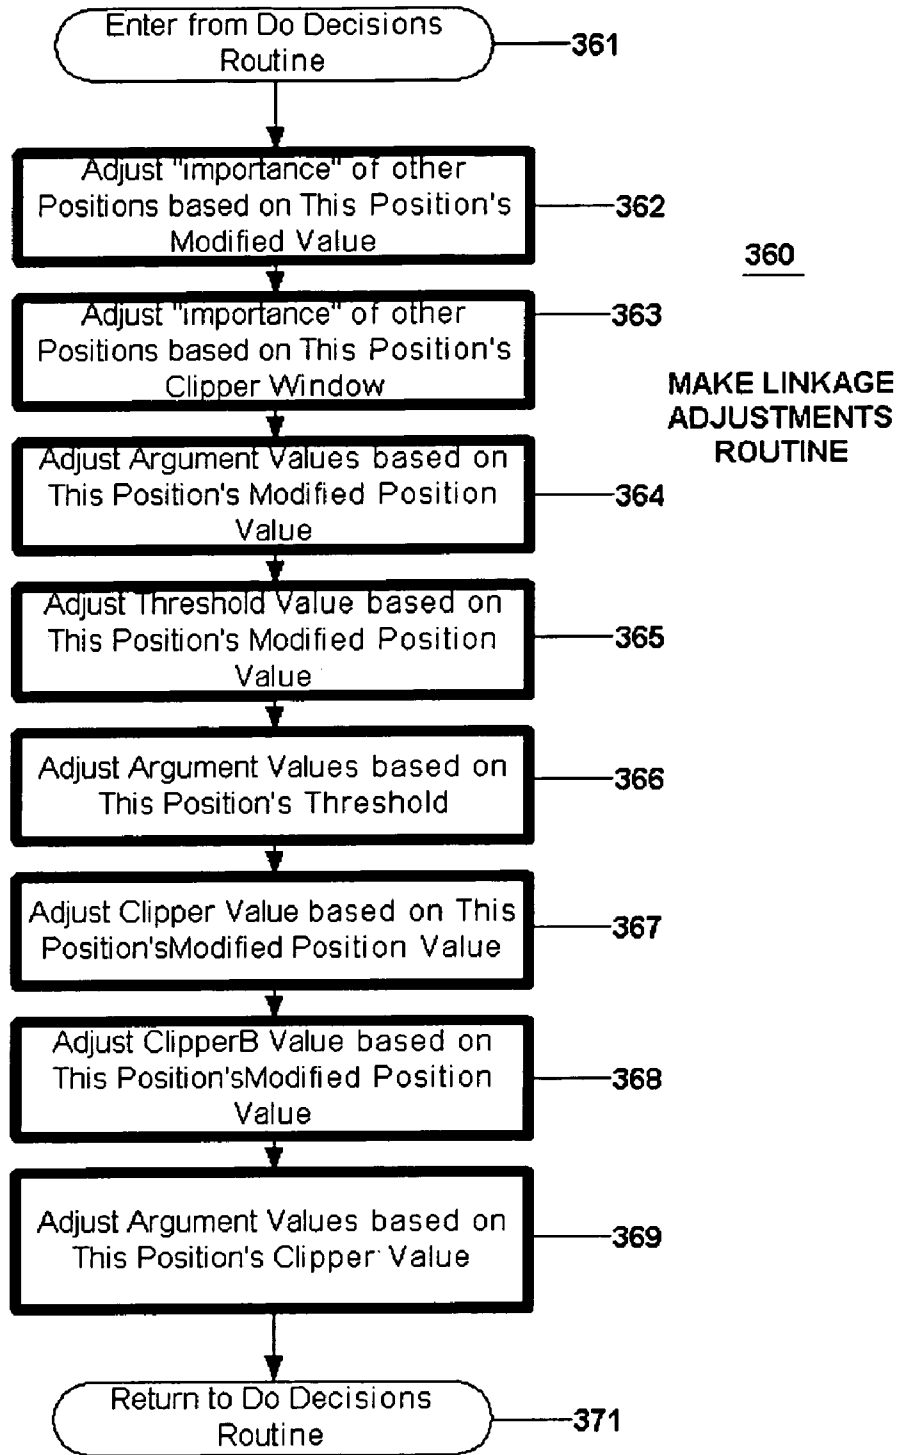 Enter from Do Decisions
Routine
361
Adjust "importance" of other
Positions based on This Position's
Modified Value
362
360
Adjust "importance" of other
Positions based on This Position's
Clipper Window
363
MAKE LINKAGE
ADJUSTMENTS
ROUTINE
Adjust Argument Values based on
This Position's Modified Position
Value
364
Adjust Threshold Value based on
This Position's Modified Position
Value
365
Adjust Argument Values based on
This Position's Threshold
366
Adjust Clipper Value based on This
Position'sModified Position Value
367
Adjust ClipperB Value based on
This Position'sModified Position
Value
368
Adjust Argument Values based on
This Position's Clipper Value
369
Return to Do Decisions
Routine
371